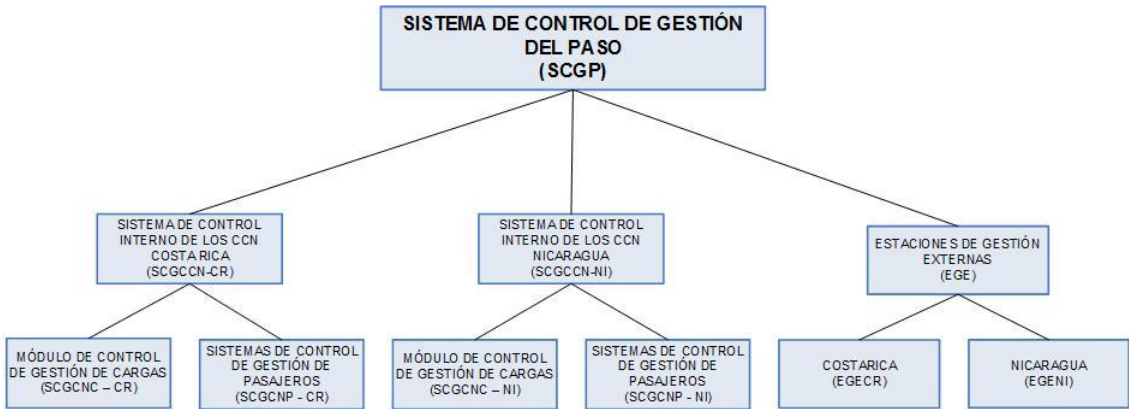 SISTEMA DE CONTROL DE GESTIÓN
DEL PASO
(SCGP)
SISTEMA DE CONTROL
INTERNO DE LOS CCN
COSTA RICA
(SCGCCN-CR)
SISTEMA DE CONTROL
INTERNO DE LOS CCN
NICARAGUA
(SCGCCN-NI)
ESTACIONES DE GESTIÓN
EXTERNAS
(EGE)
MÓDULO DE CONTROL
DE GESTIÓN DE CARGAS
(SCGCNC – CR)
SISTEMAS DE CONTROL
DE GESTIÓN DE
PASAJEROS
(SCGCNP - CR)
MÓDULO DE CONTROL
DE GESTIÓN DE CARGAS
(SCGCNC – NI)
SISTEMAS DE CONTROL
DE GESTIÓN DE
PASAJEROS
(SCGCNP - NI)
COSTARICA
(EGECR)
NICARAGUA
(EGENI)